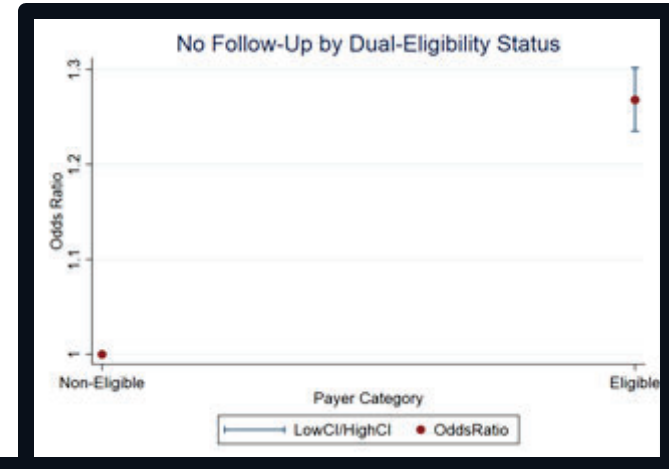 No Follow-Up by Dual-Eligibility Status
Odds Ratio
1.3
1.2
1.1
1
Non-Eligible
Eligible
Payer Category
LowCI/HighCI OddsRatio